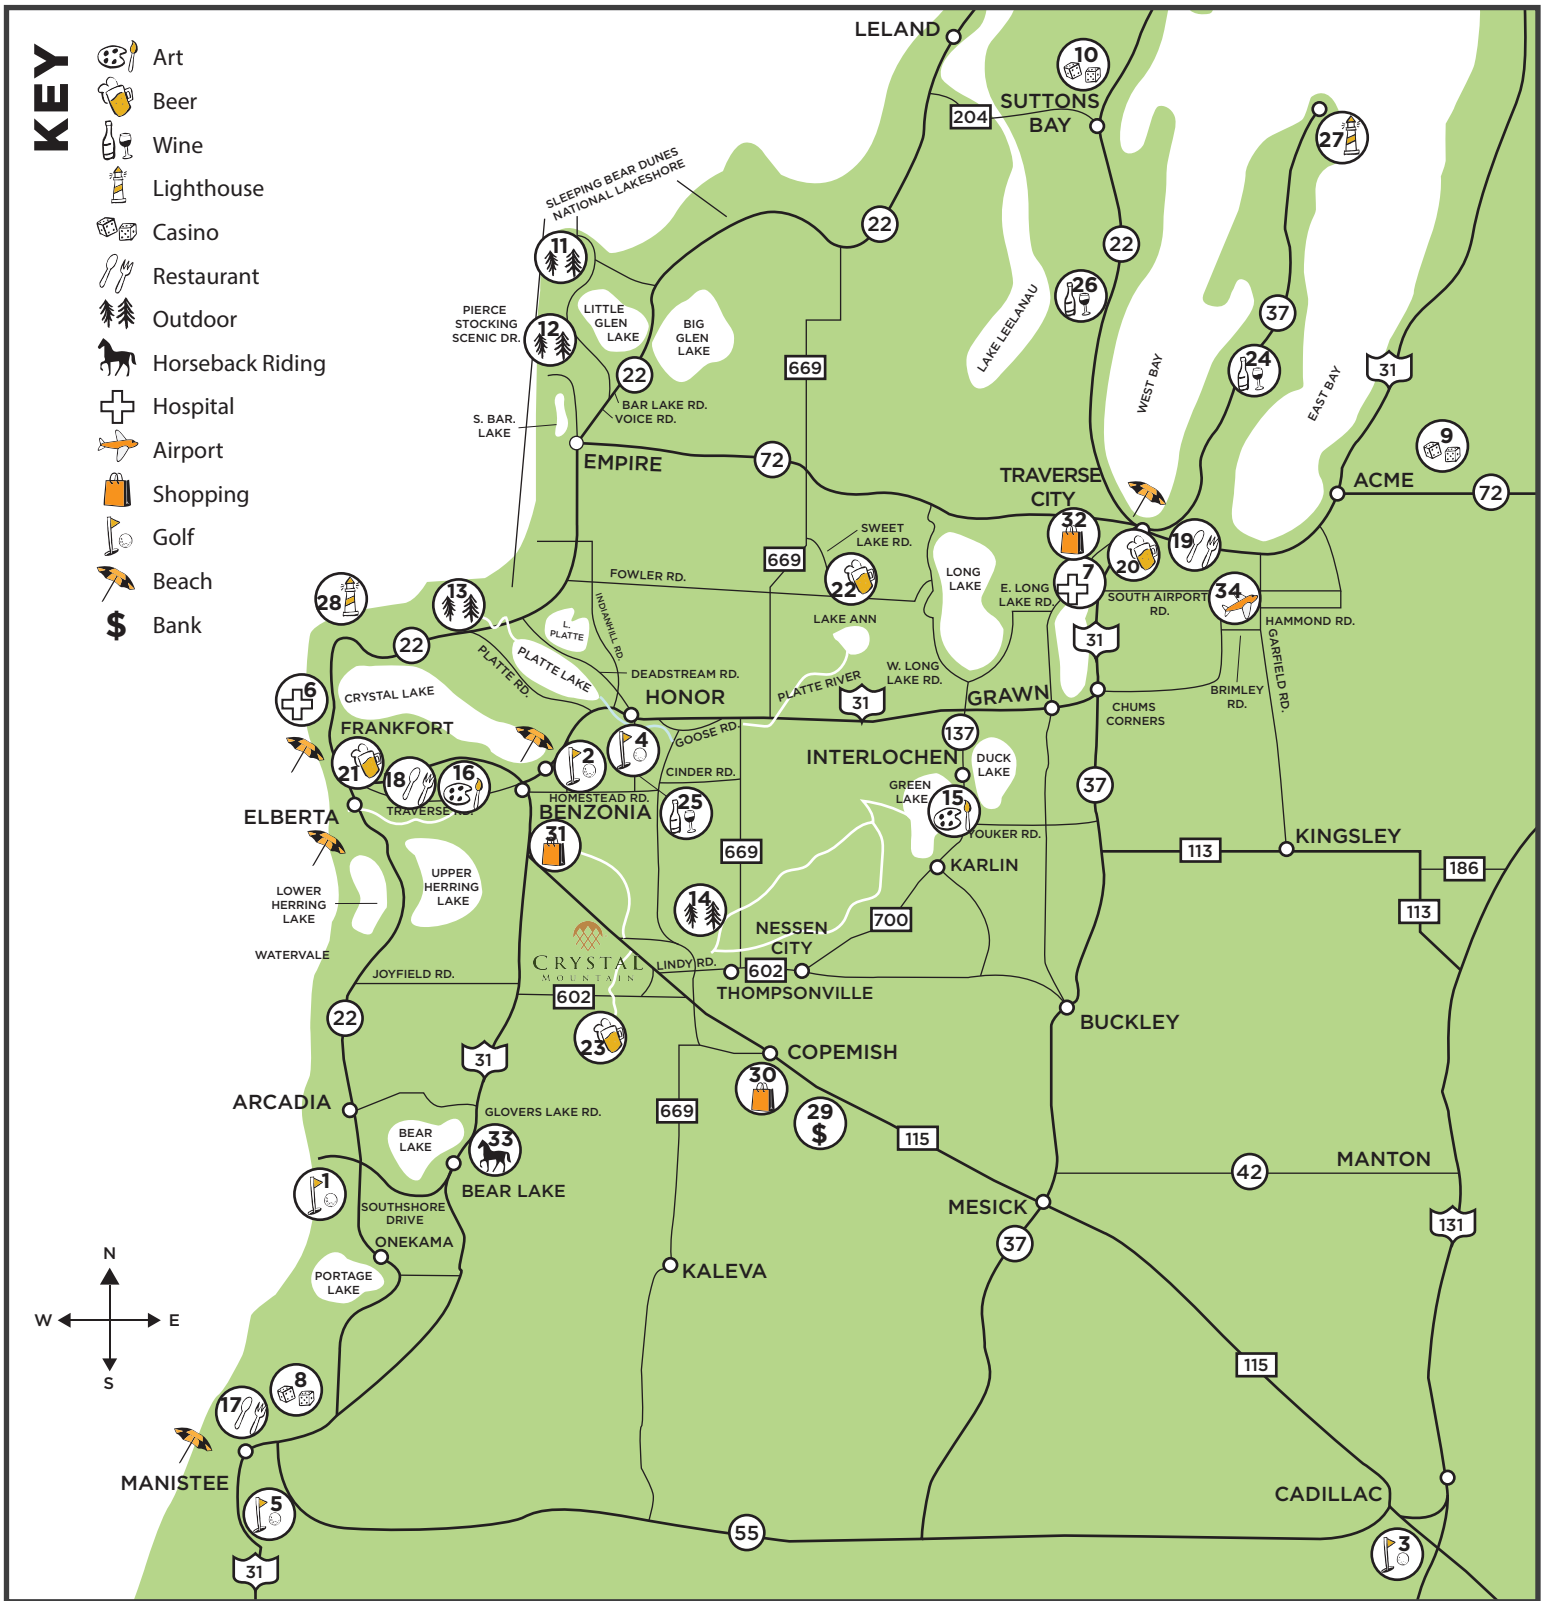 KEY
Art
Beer
Wine
Lighthouse
Casino
Restaurant
Outdoor
Horseback Riding
Hospital
Airport
Shopping
Golf
Beach
$ Bank
LELAND
10
SUTTONS
BAY
204
27
SLEEPING BEAR DUNES
NATIONAL LAKESHORE
22
22
11
26
LAKE LEELANAU
PIERCE
STOCKING
SCENIC DR.
12
LITTLE
GLEN
LAKE
BIG
GLEN
LAKE
37
669
22
24
WEST BAY
EAST BAY
31
BAR LAKE RD.
VOICE RD.
S. BAR.
LAKE
9
EMPIRE
72
TRAVERSE
CITY
ACME
72
32
SWEET
LAKE RD.
19
20
669
FOWLER RD.
22
LONG
LAKE
7
E. LONG
LAKE RD.
SOUTH AIRPORT
RD.
34
28
13
INDIANHILL RD.
LAKE ANN
HAMMOND RD.
L.
PLATTE
22
31
GARFIELD RD.
PLATTE RD.
PLATTE LAKE
DEADSTREAM RD.
W. LONG
LAKE RD.
PLATTE RIVER
6
CRYSTAL LAKE
HONOR
31
GRAWN
BRIMLEY
RD.
CHUMS
CORNERS
FRANKFORT
GOOSE RD.
137
4
2
INTERLOCHEN
DUCK
LAKE
21
18
16
CINDER RD.
GREEN
LAKE
37
HOMESTEAD RD.
TRAVERSE RD.
ELBERTA
BENZONIA
25
15
YOUKER RD.
31
669
113
KINGSLEY
KARLIN
186
LOWER
HERRING
LAKE
UPPER
HERRING
LAKE
14
700
113
NESSEN
CITY
WATERVALE
CRYSTAL
MOUNTAIN
LINDY RD.
602
JOYFIELD RD.
THOMPSONVILLE
602
22
BUCKLEY
23
31
COPEMISH
30
ARCADIA
GLOVERS LAKE RD.
669
29
$
115
BEAR
LAKE
33
MANTON
42
1
BEAR LAKE
SOUTHSHORE
DRIVE
MESICK
131
ONEKAMA
37
N
W
E
S
PORTAGE
LAKE
KALEVA
115
8
17
MANISTEE
CADILLAC
5
55
3
31